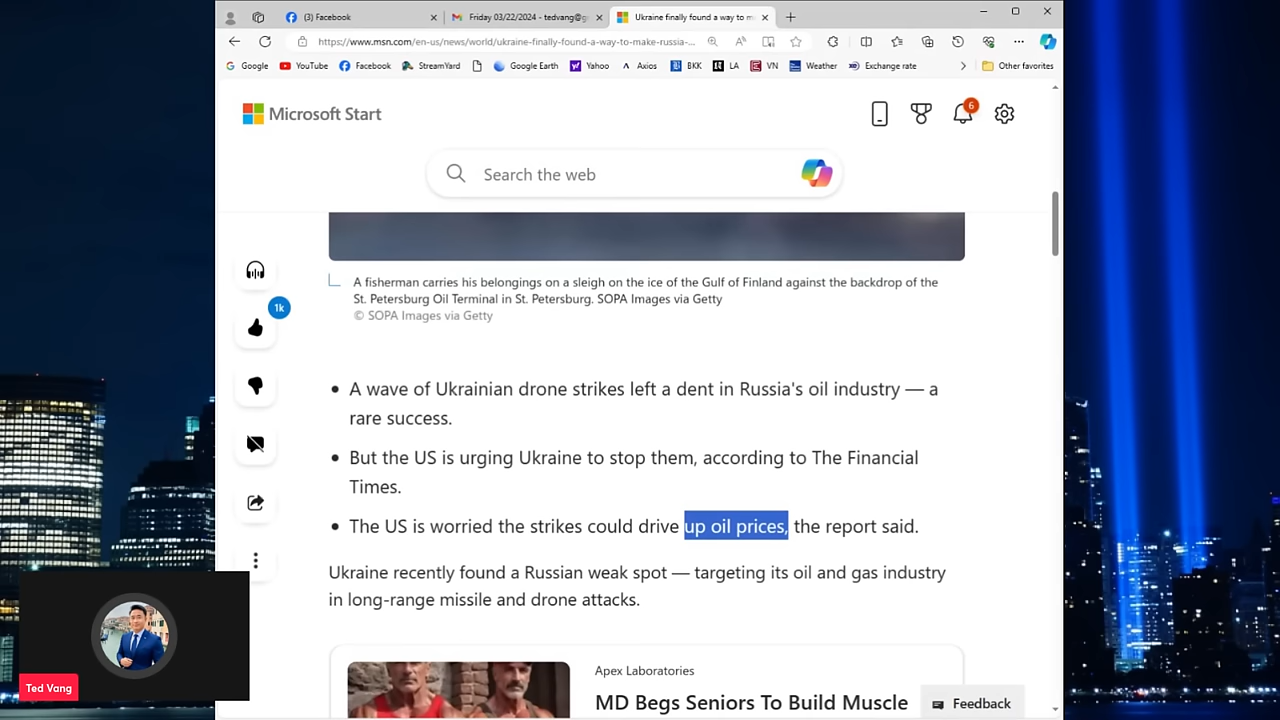 (3) Facebook
Friday 03/22/2024 - tedvang@g
Ukraine finally found a way to m
https://www.msn.com/en-us/news/world/ukraine-finally-found-a-way-to-make-russia-...
Google YouTube Facebook StreamYard Google Earth Yahoo Axios BKK LA VN Weather Exchange rate Other favorites
Microsoft Start
6
Search the web
A fisherman carries his belongings on a sleigh on the ice of the Gulf of Finland against the backdrop of the
St. Petersburg Oil Terminal in St. Petersburg. SOPA Images via Getty
© SOPA Images via Getty
1k
• A wave of Ukrainian drone strikes left a dent in Russia's oil industry — a
rare success.
• But the US is urging Ukraine to stop them, according to The Financial
Times.
• The US is worried the strikes could drive up oil prices, the report said.
Ukraine recently found a Russian weak spot — targeting its oil and gas industry
in long-range missile and drone attacks.
Apex Laboratories
MD Begs Seniors To Build Muscle
Feedback
Ted Vang